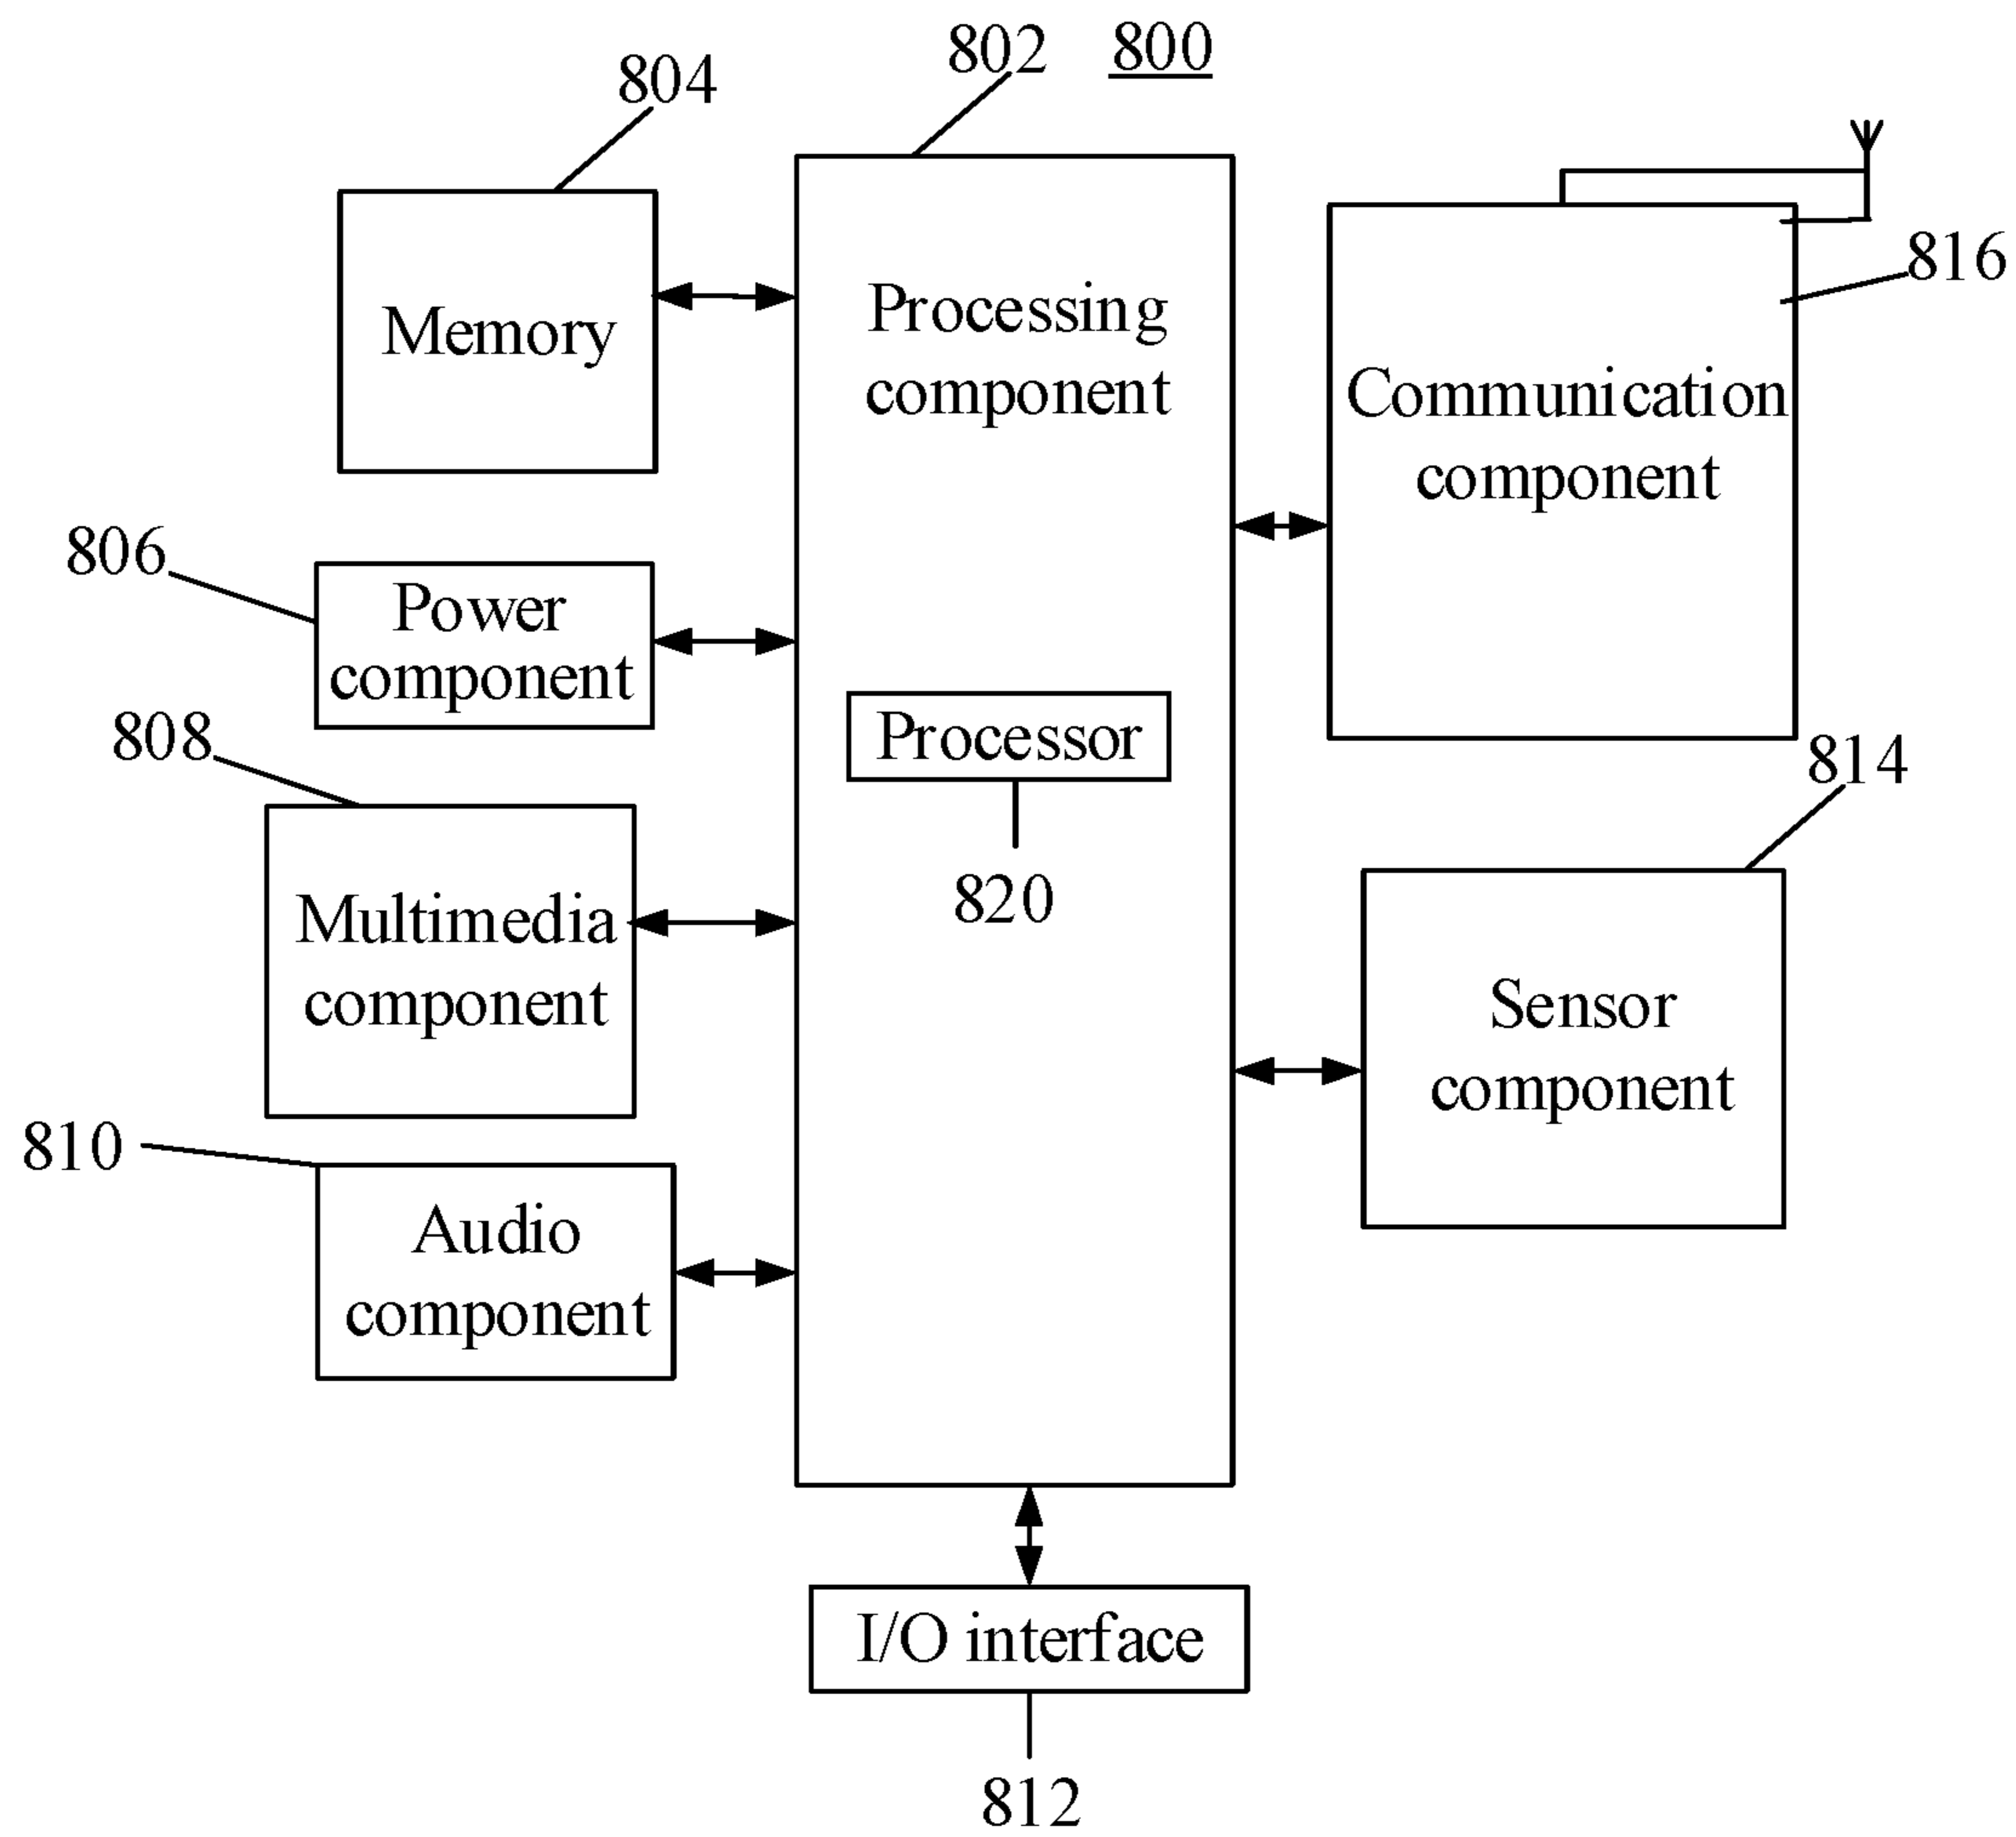 802
800
804
816
Memory
Processing
component
Communication
component
806
Power
component
808
Processor
820
814
Multimedia
component
Sensor
component
810
Audio
component
I/O interface
812